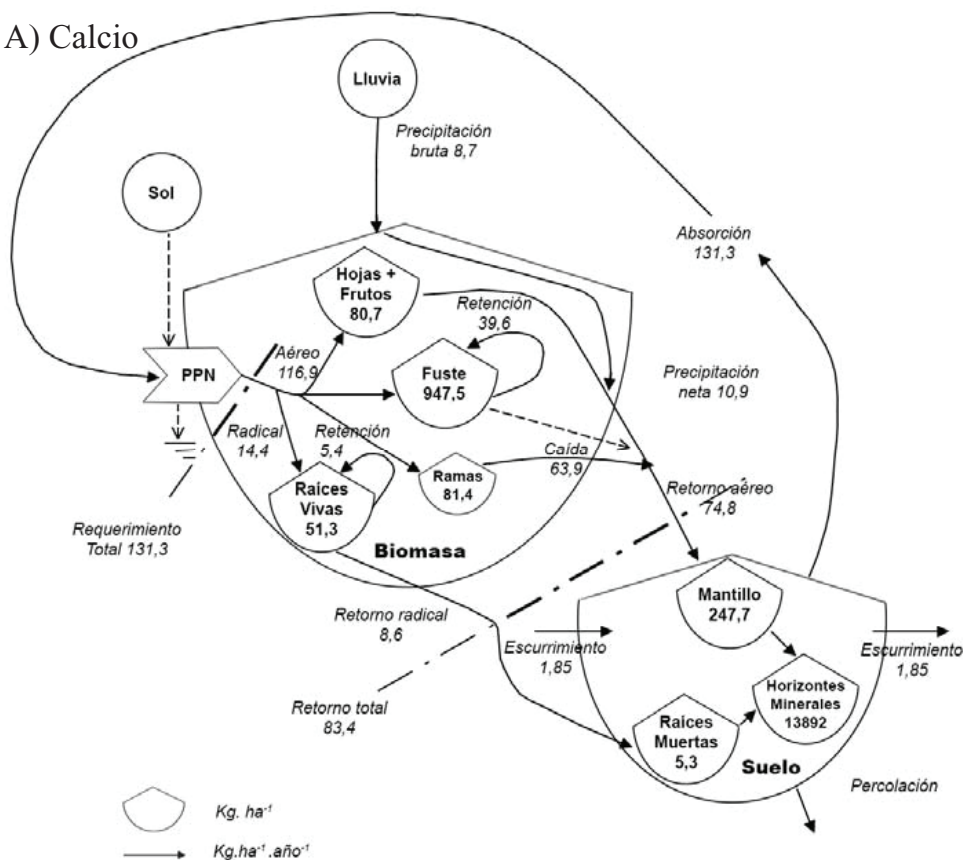 A) Calcio
Lluvia
Precipitación
bruta 8,7
Sol
Absorción
131,3
Hojas +
Frutos
80,7
Retención
39,6
Aéreo
116,9
Fuste
947,5
Precipitación
neta 10,9
PPN
Radical
14,4
Retención
5,4
Caída
63,9
Ramas
81,4
Raíces
Vivas
51,3
Retorno aéreo
74,8
Requerimiento
Total 131,3
Biomasa
Mantillo
247,7
Retorno radical
8,6
Escurrimiento
1,85
Escurrimiento
1,85
Horizontes
Minerales
13892
Retorno total
83,4
Raíces
Muertas
5,3
Suelo
Percolación
Kg. ha⁻¹
Kg.ha⁻¹.año⁻¹